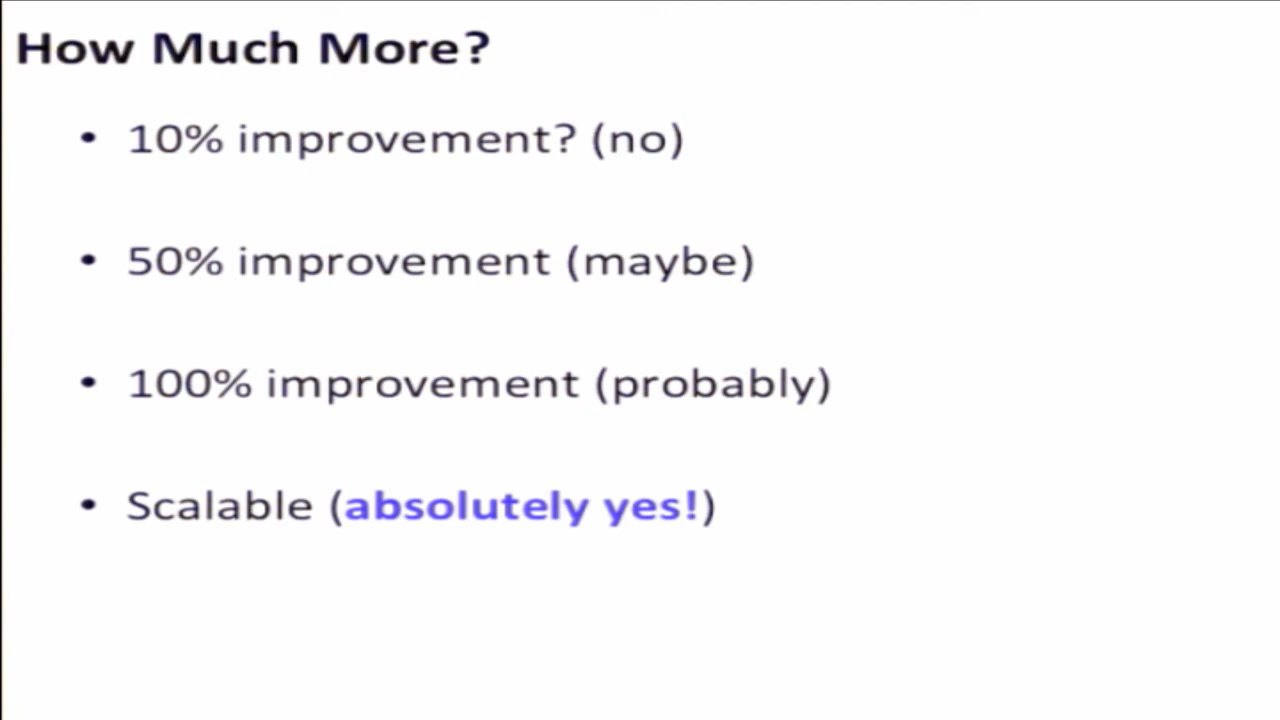 How Much More?
• 10% improvement? (no)
• 50% improvement (maybe)
• 100% improvement (probably)
• Scalable (absolutely yes!)